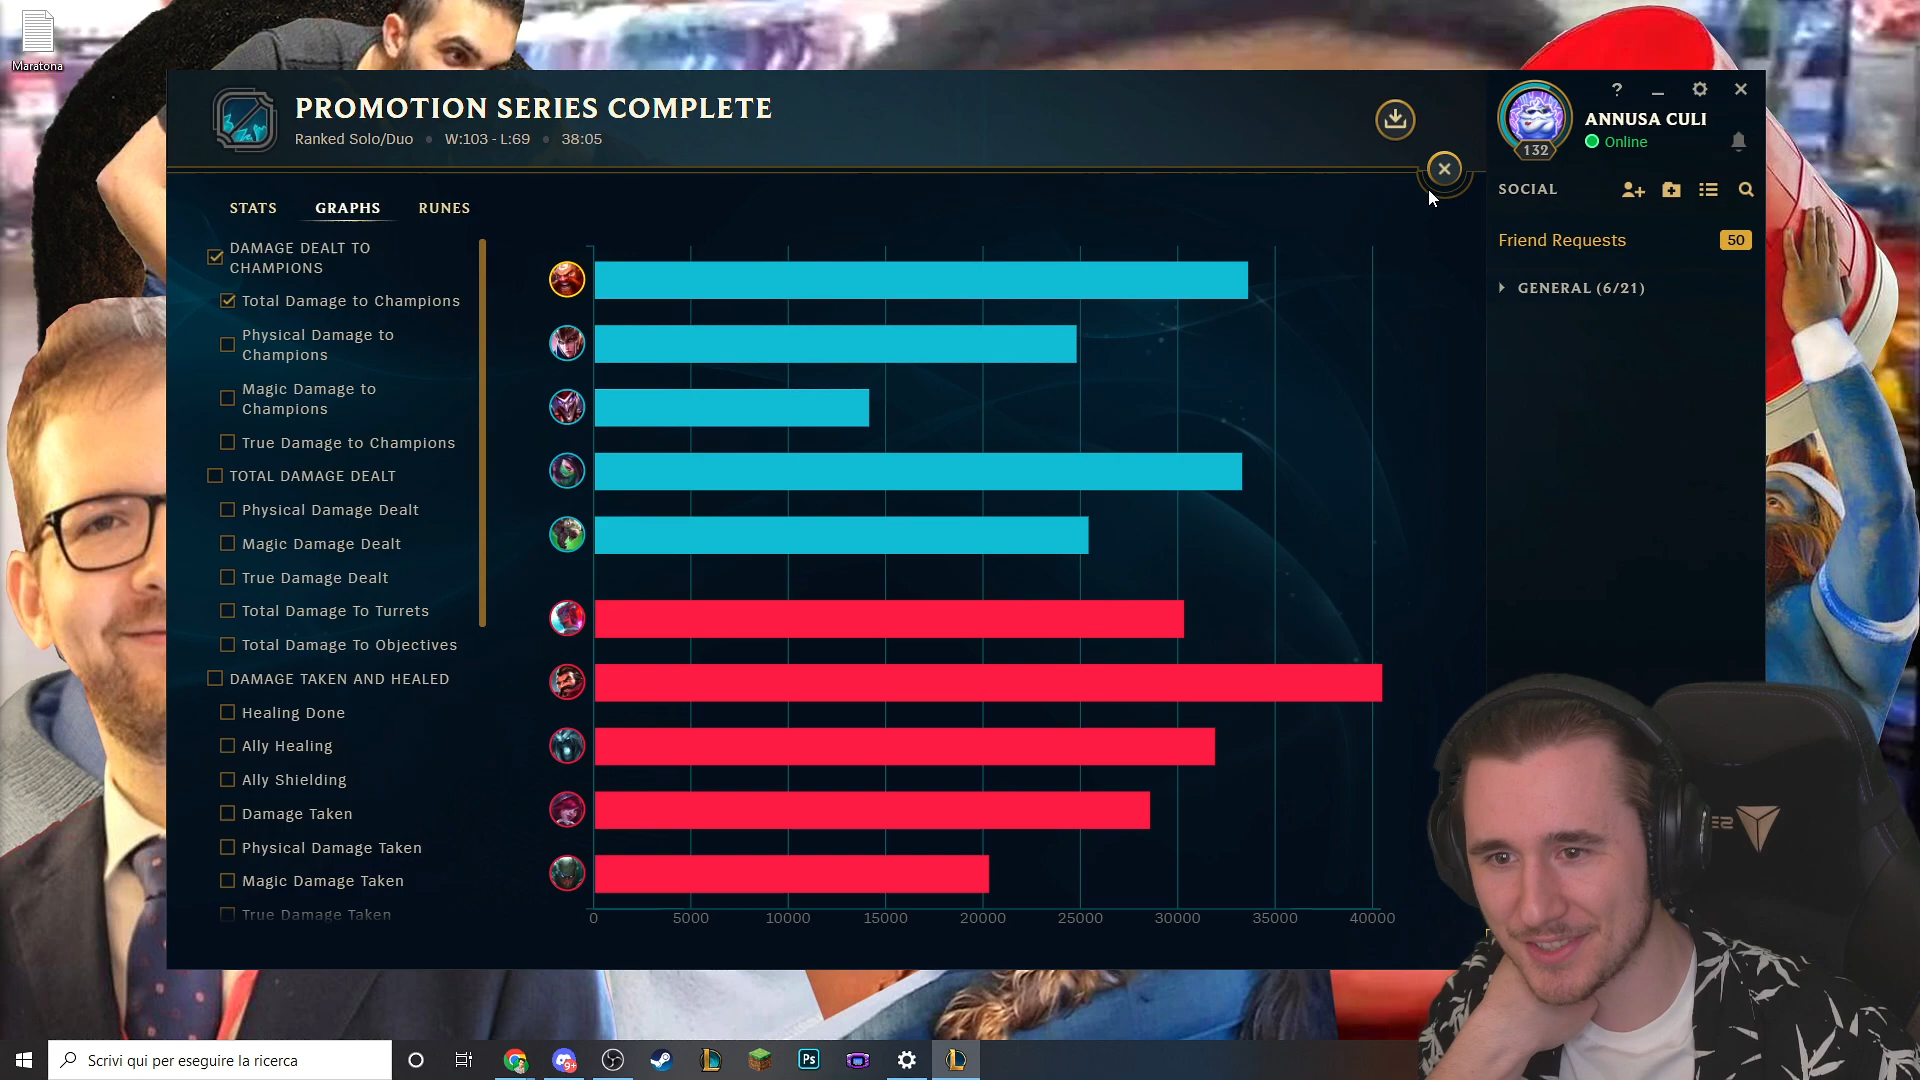 Maratona
PROMOTION SERIES COMPLETE
Ranked Solo/Duo • W:103 - L:69 • 38:05
?
ANNUSA CULI
Online
132
SOCIAL
Friend Requests 50
GENERAL (6/21)
STATS GRAPHS RUNES
DAMAGE DEALT TO
CHAMPIONS
Total Damage to Champions
Physical Damage to
Champions
Magic Damage to
Champions
True Damage to Champions
TOTAL DAMAGE DEALT
Physical Damage Dealt
Magic Damage Dealt
True Damage Dealt
Total Damage To Turrets
Total Damage To Objectives
DAMAGE TAKEN AND HEALED
Healing Done
Ally Healing
Ally Shielding
Damage Taken
Physical Damage Taken
Magic Damage Taken
True Damage Taken
0 5000 10000 15000 20000 25000 30000 35000 40000
Scrivi qui per eseguire la ricerca
9+
Ps